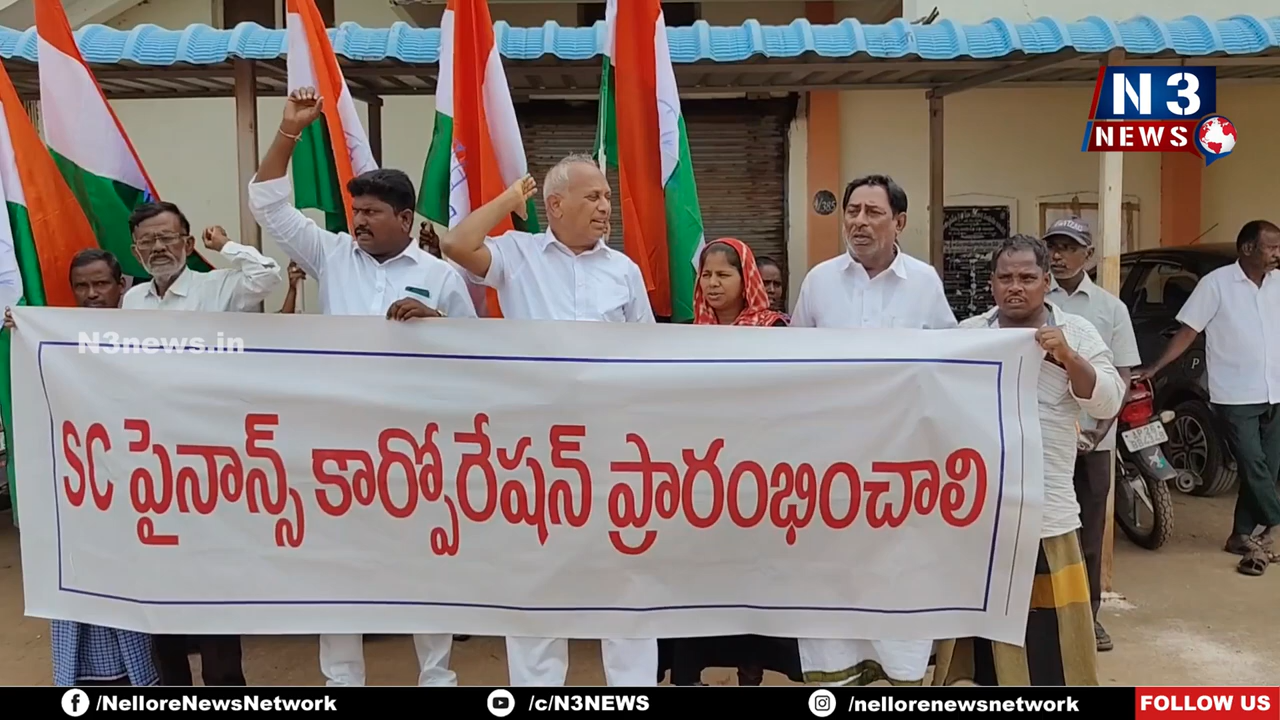 N3
NEWS
N3news.in
SC ఫైనాన్స్ కార్పోరేషన్ ప్రారంభించాలి
/NelloreNewsNetwork
/c/N3NEWS
/nellorenewsnetwork
FOLLOW US